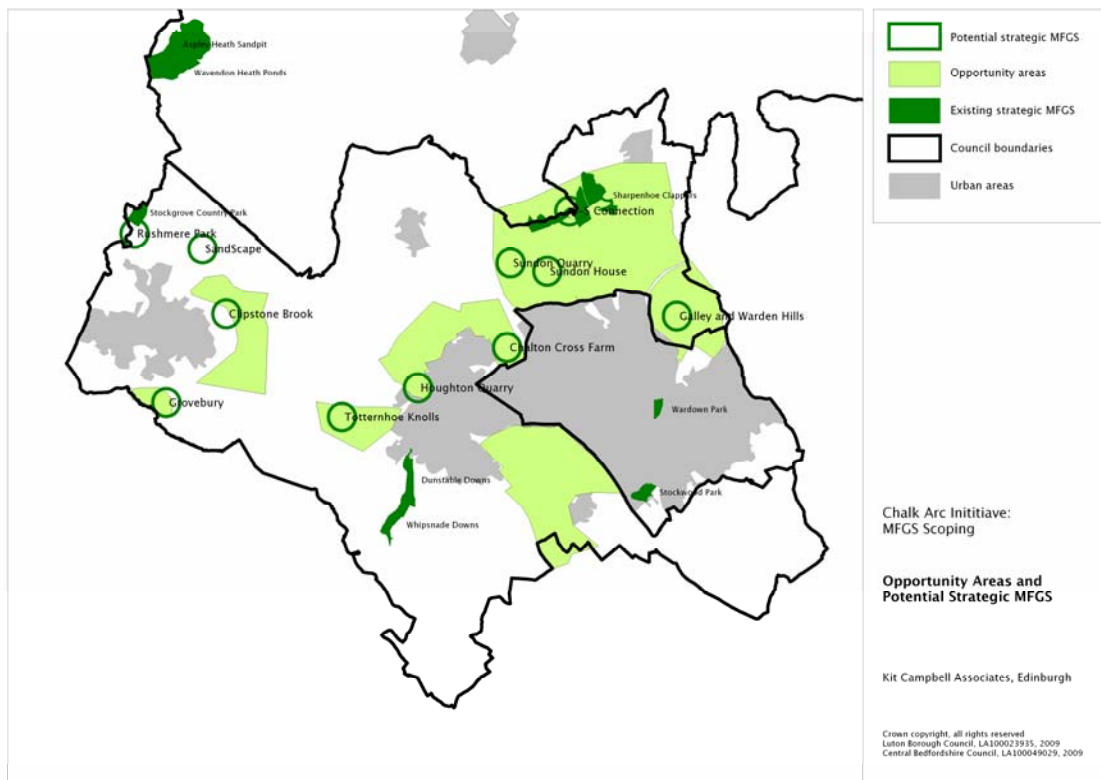 Aspley Heath Sandpit
Wavendon Heath Ponds
Stockgrove Country Park
Rushmere Park
SandScape
Clipstone Brook
Grovebury
Sharpenhoe Clappers
Connection
Sundon Quarry
Sundon House
Galley and Warden Hills
Chalton Cross Farm
Houghton Quarry
Totternhoe Knolls
Wardown Park
Dunstable Downs
Stockwood Park
Whipsnade Downs
Potential strategic MFGS
Opportunity areas
Existing strategic MFGS
Council boundaries
Urban areas
Chalk Arc Inititiave:
MFGS Scoping
Opportunity Areas and
Potential Strategic MFGS
Kit Campbell Associates, Edinburgh
Crown copyright, all rights reserved
Luton Borough Council, LA100023935, 2009
Central Bedfordshire Council, LA100049029, 2009